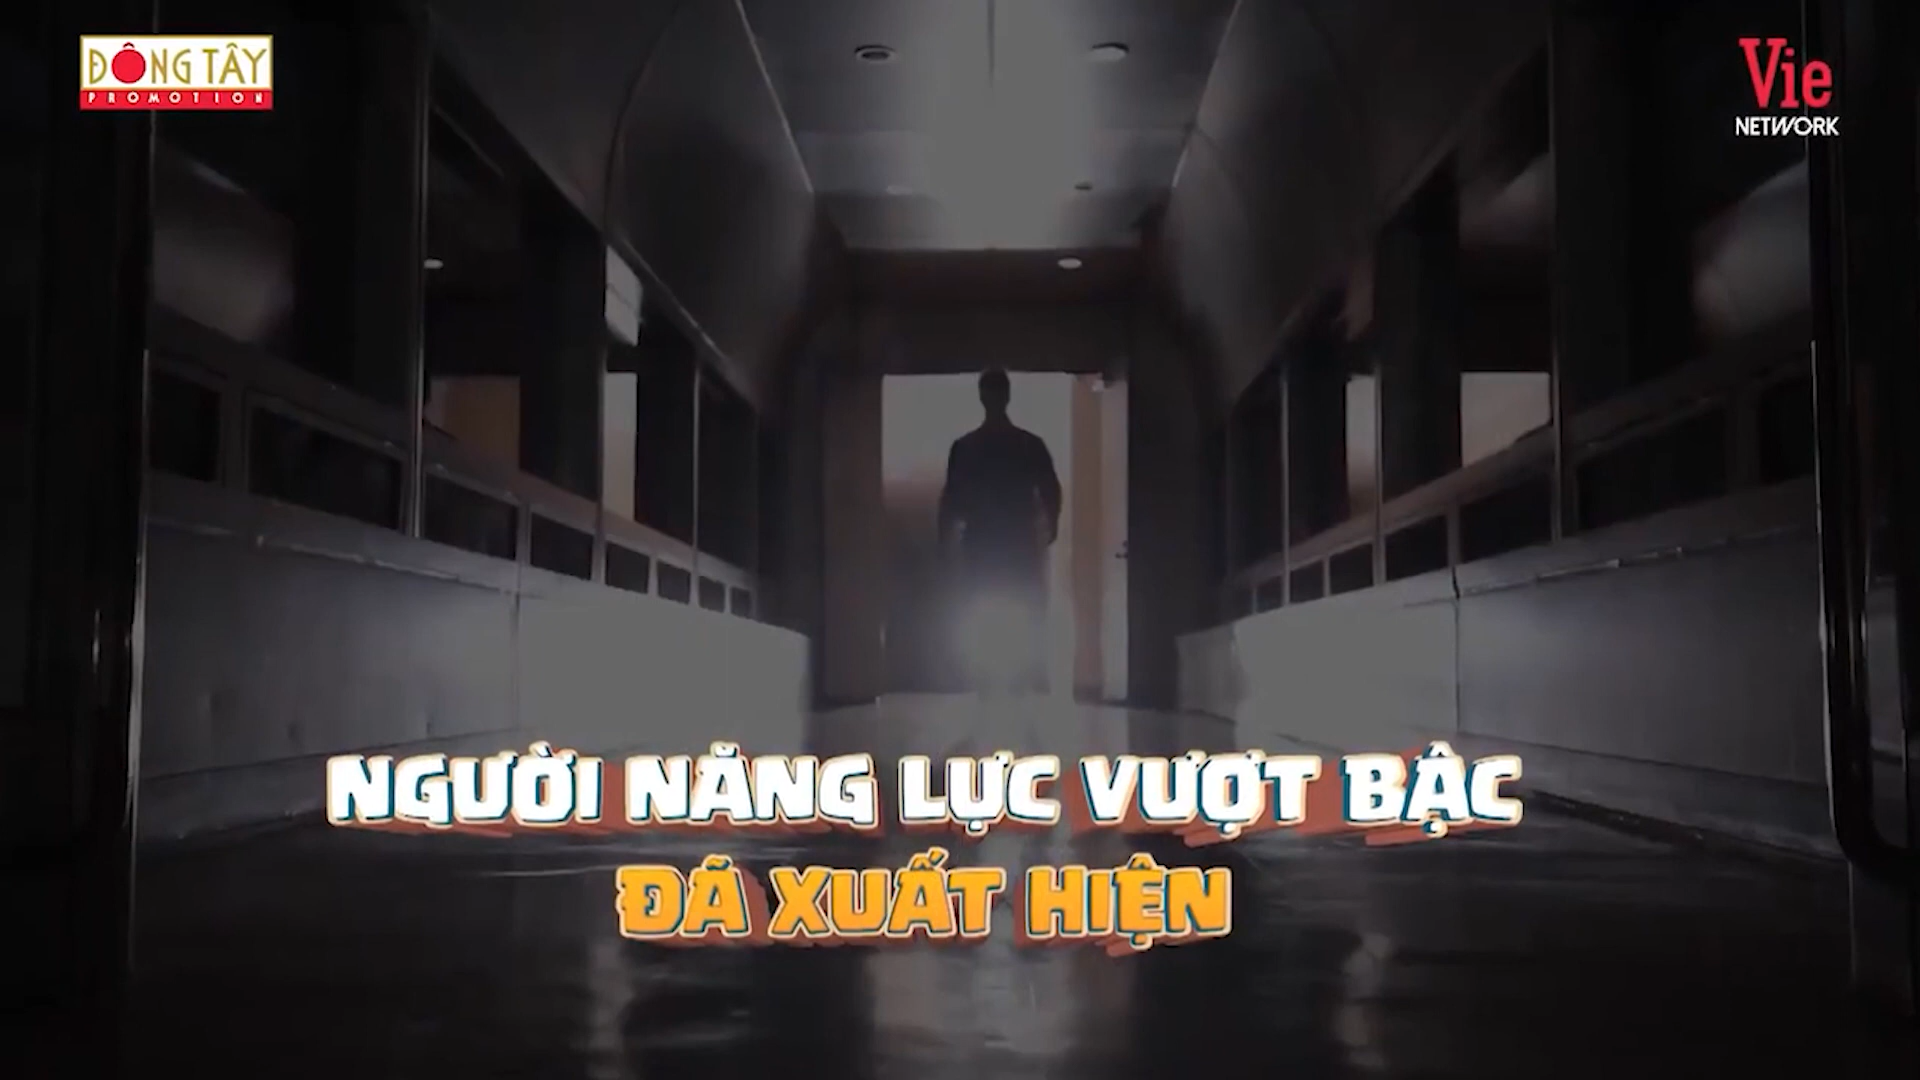 ĐÔNG TÂY
PROMOTION
Vie
NETWORK
NGƯỜI NĂNG LỰC VƯỢT BẬC
ĐÃ XUẤT HIỆN